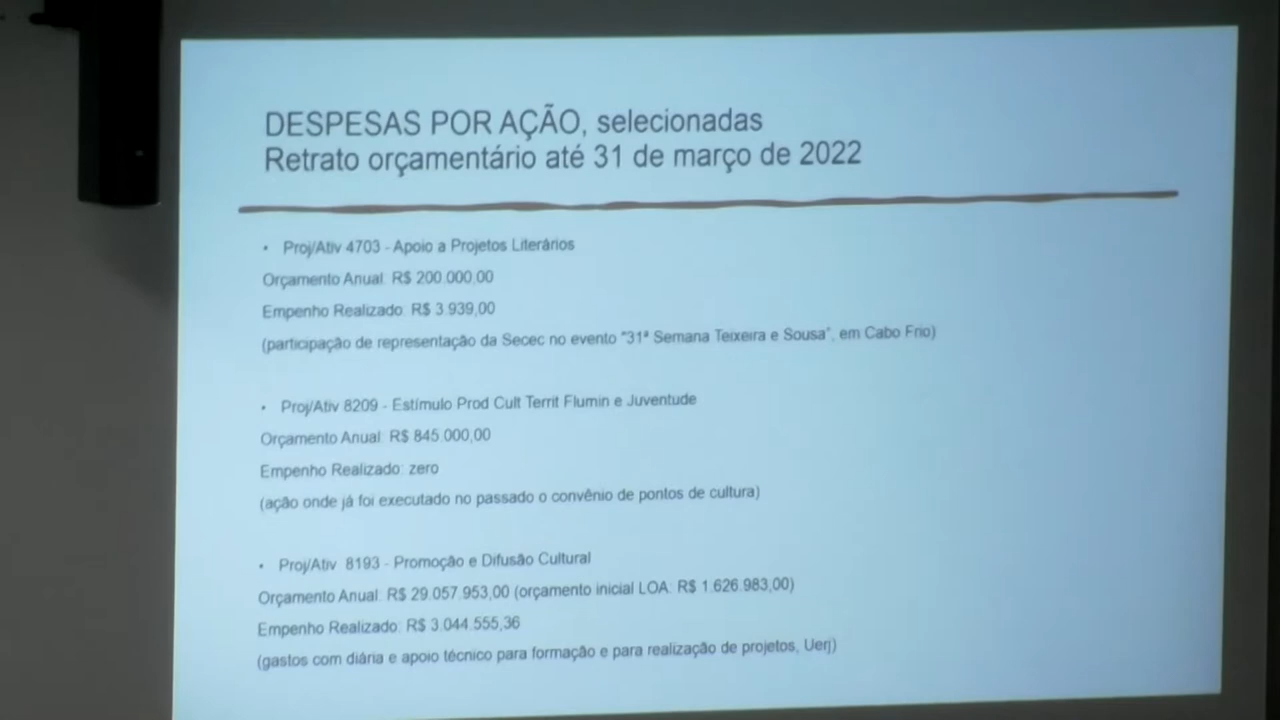 DESPESAS POR AÇÃO, selecionadas
Retrato orçamentário até 31 de março de 2022
• Proj/Ativ 4703 - Apoio a Projetos Literários
Orçamento Anual: R$ 200.000,00
Empenho Realizado: R$ 3.939,00
(participação de representação da Secec no evento "31ª Semana Teixeira e Sousa", em Cabo Frio)
• Proj/Ativ 8209 - Estímulo Prod Cult Territ Flumin e Juventude
Orçamento Anual: R$ 845.000,00
Empenho Realizado: zero
(ação onde já foi executado no passado o convênio de pontos de cultura)
• Proj/Ativ 8193 - Promoção e Difusão Cultural
Orçamento Anual: R$ 29.057.953,00 (orçamento inicial LOA: R$ 1.626.983,00)
Empenho Realizado: R$ 3.044.555,36
(gastos com diária e apoio técnico para formação e para realização de projetos, Uerj)